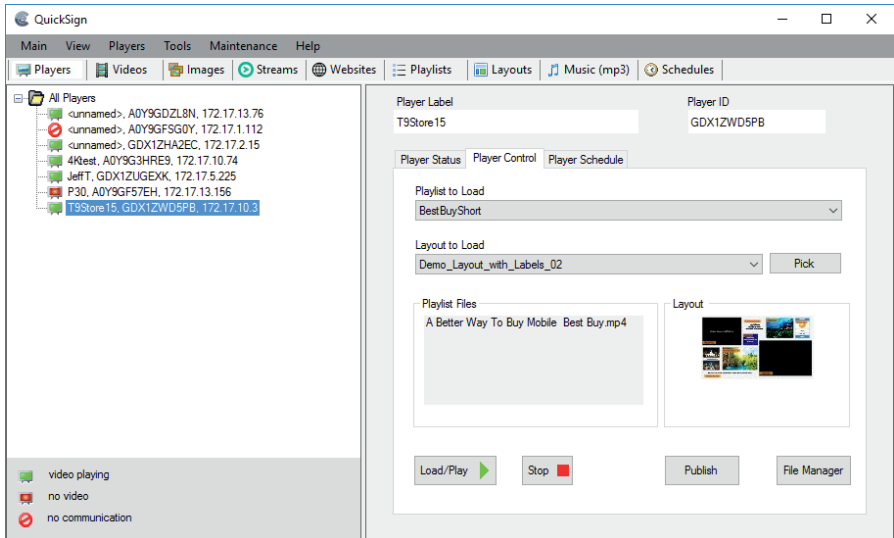 QuickSign
Main View Players Tools Maintenance Help
Players Videos Images Streams Websites Playlists Layouts Music (mp3) Schedules
All Players
<unnamed>, A0Y9GDZL8N, 172.17.13.76
<unnamed>, A0Y9GFSG0Y, 172.17.1.112
<unnamed>, GDX1ZHA2EC, 172.17.2.15
4Ktest, A0Y9G3HRE9, 172.17.10.74
JeffT, GDX1ZUGEXK, 172.17.5.225
P30, A0Y9GF57EH, 172.17.13.156
T9Store15, GDX1ZWD5PB, 172.17.10.3
video playing
no video
no communication
Player Label Player ID
T9Store15 GDX1ZWD5PB
Player Status Player Control Player Schedule
Playlist to Load
BestBuyShort
Layout to Load
Demo_Layout_with_Labels_02 Pick
Playlist Files Layout
A Better Way To Buy Mobile  Best Buy.mp4
Load/Play Stop Publish File Manager